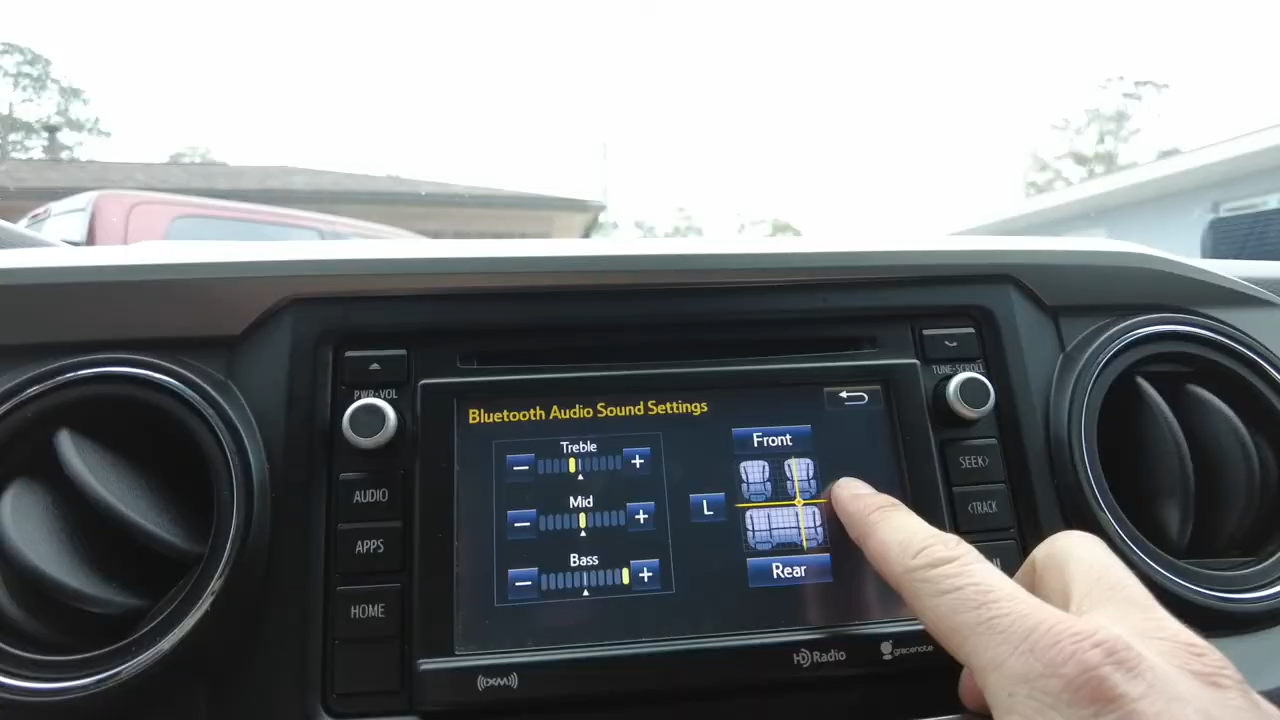 PWR•VOL
AUDIO
APPS
HOME
Bluetooth Audio Sound Settings
Treble
−
+
Mid
−
+
Bass
−
+
Front
L
Rear
TUNE•SCROLL
SEEK>
<TRACK
((XM))
HD Radio
gracenote